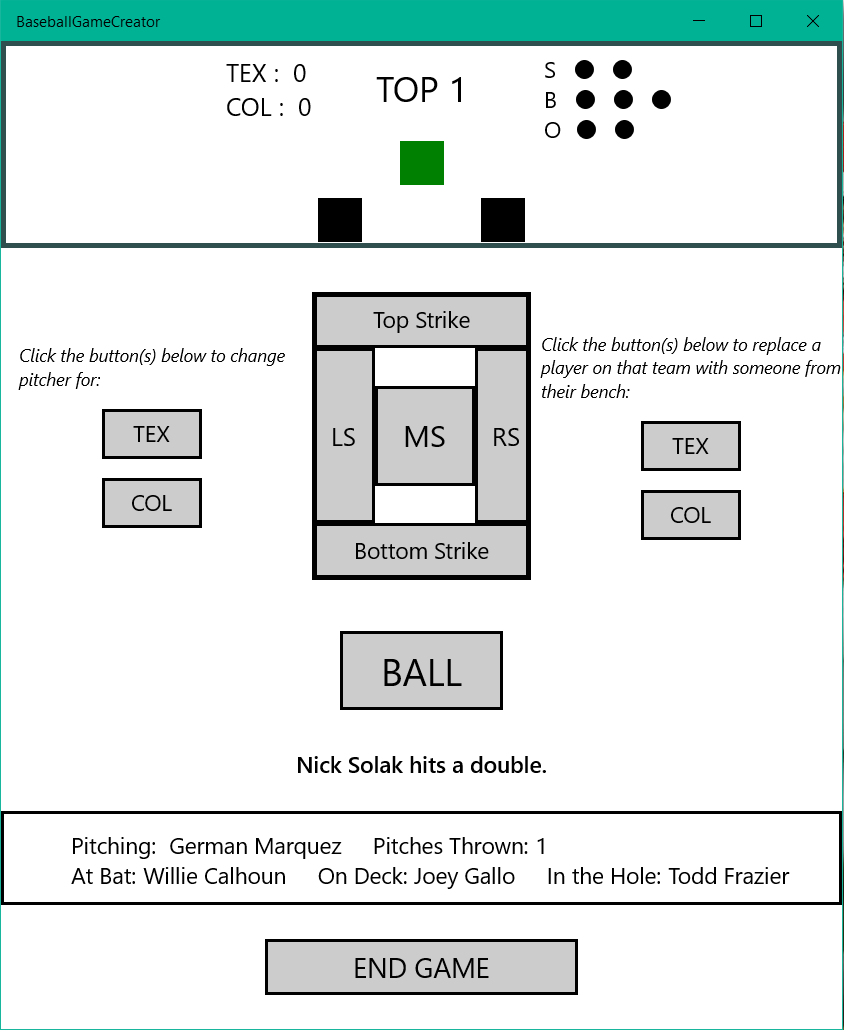 BaseballGameCreator
TEX : 0
COL : 0
TOP 1
S
B
O
Click the button(s) below to change
pitcher for:
TEX
COL
Top Strike
LS
MS
RS
Bottom Strike
Click the button(s) below to replace a
player on that team with someone from
their bench:
TEX
COL
BALL
Nick Solak hits a double.
Pitching: German Marquez Pitches Thrown: 1
At Bat: Willie Calhoun On Deck: Joey Gallo In the Hole: Todd Frazier
END GAME